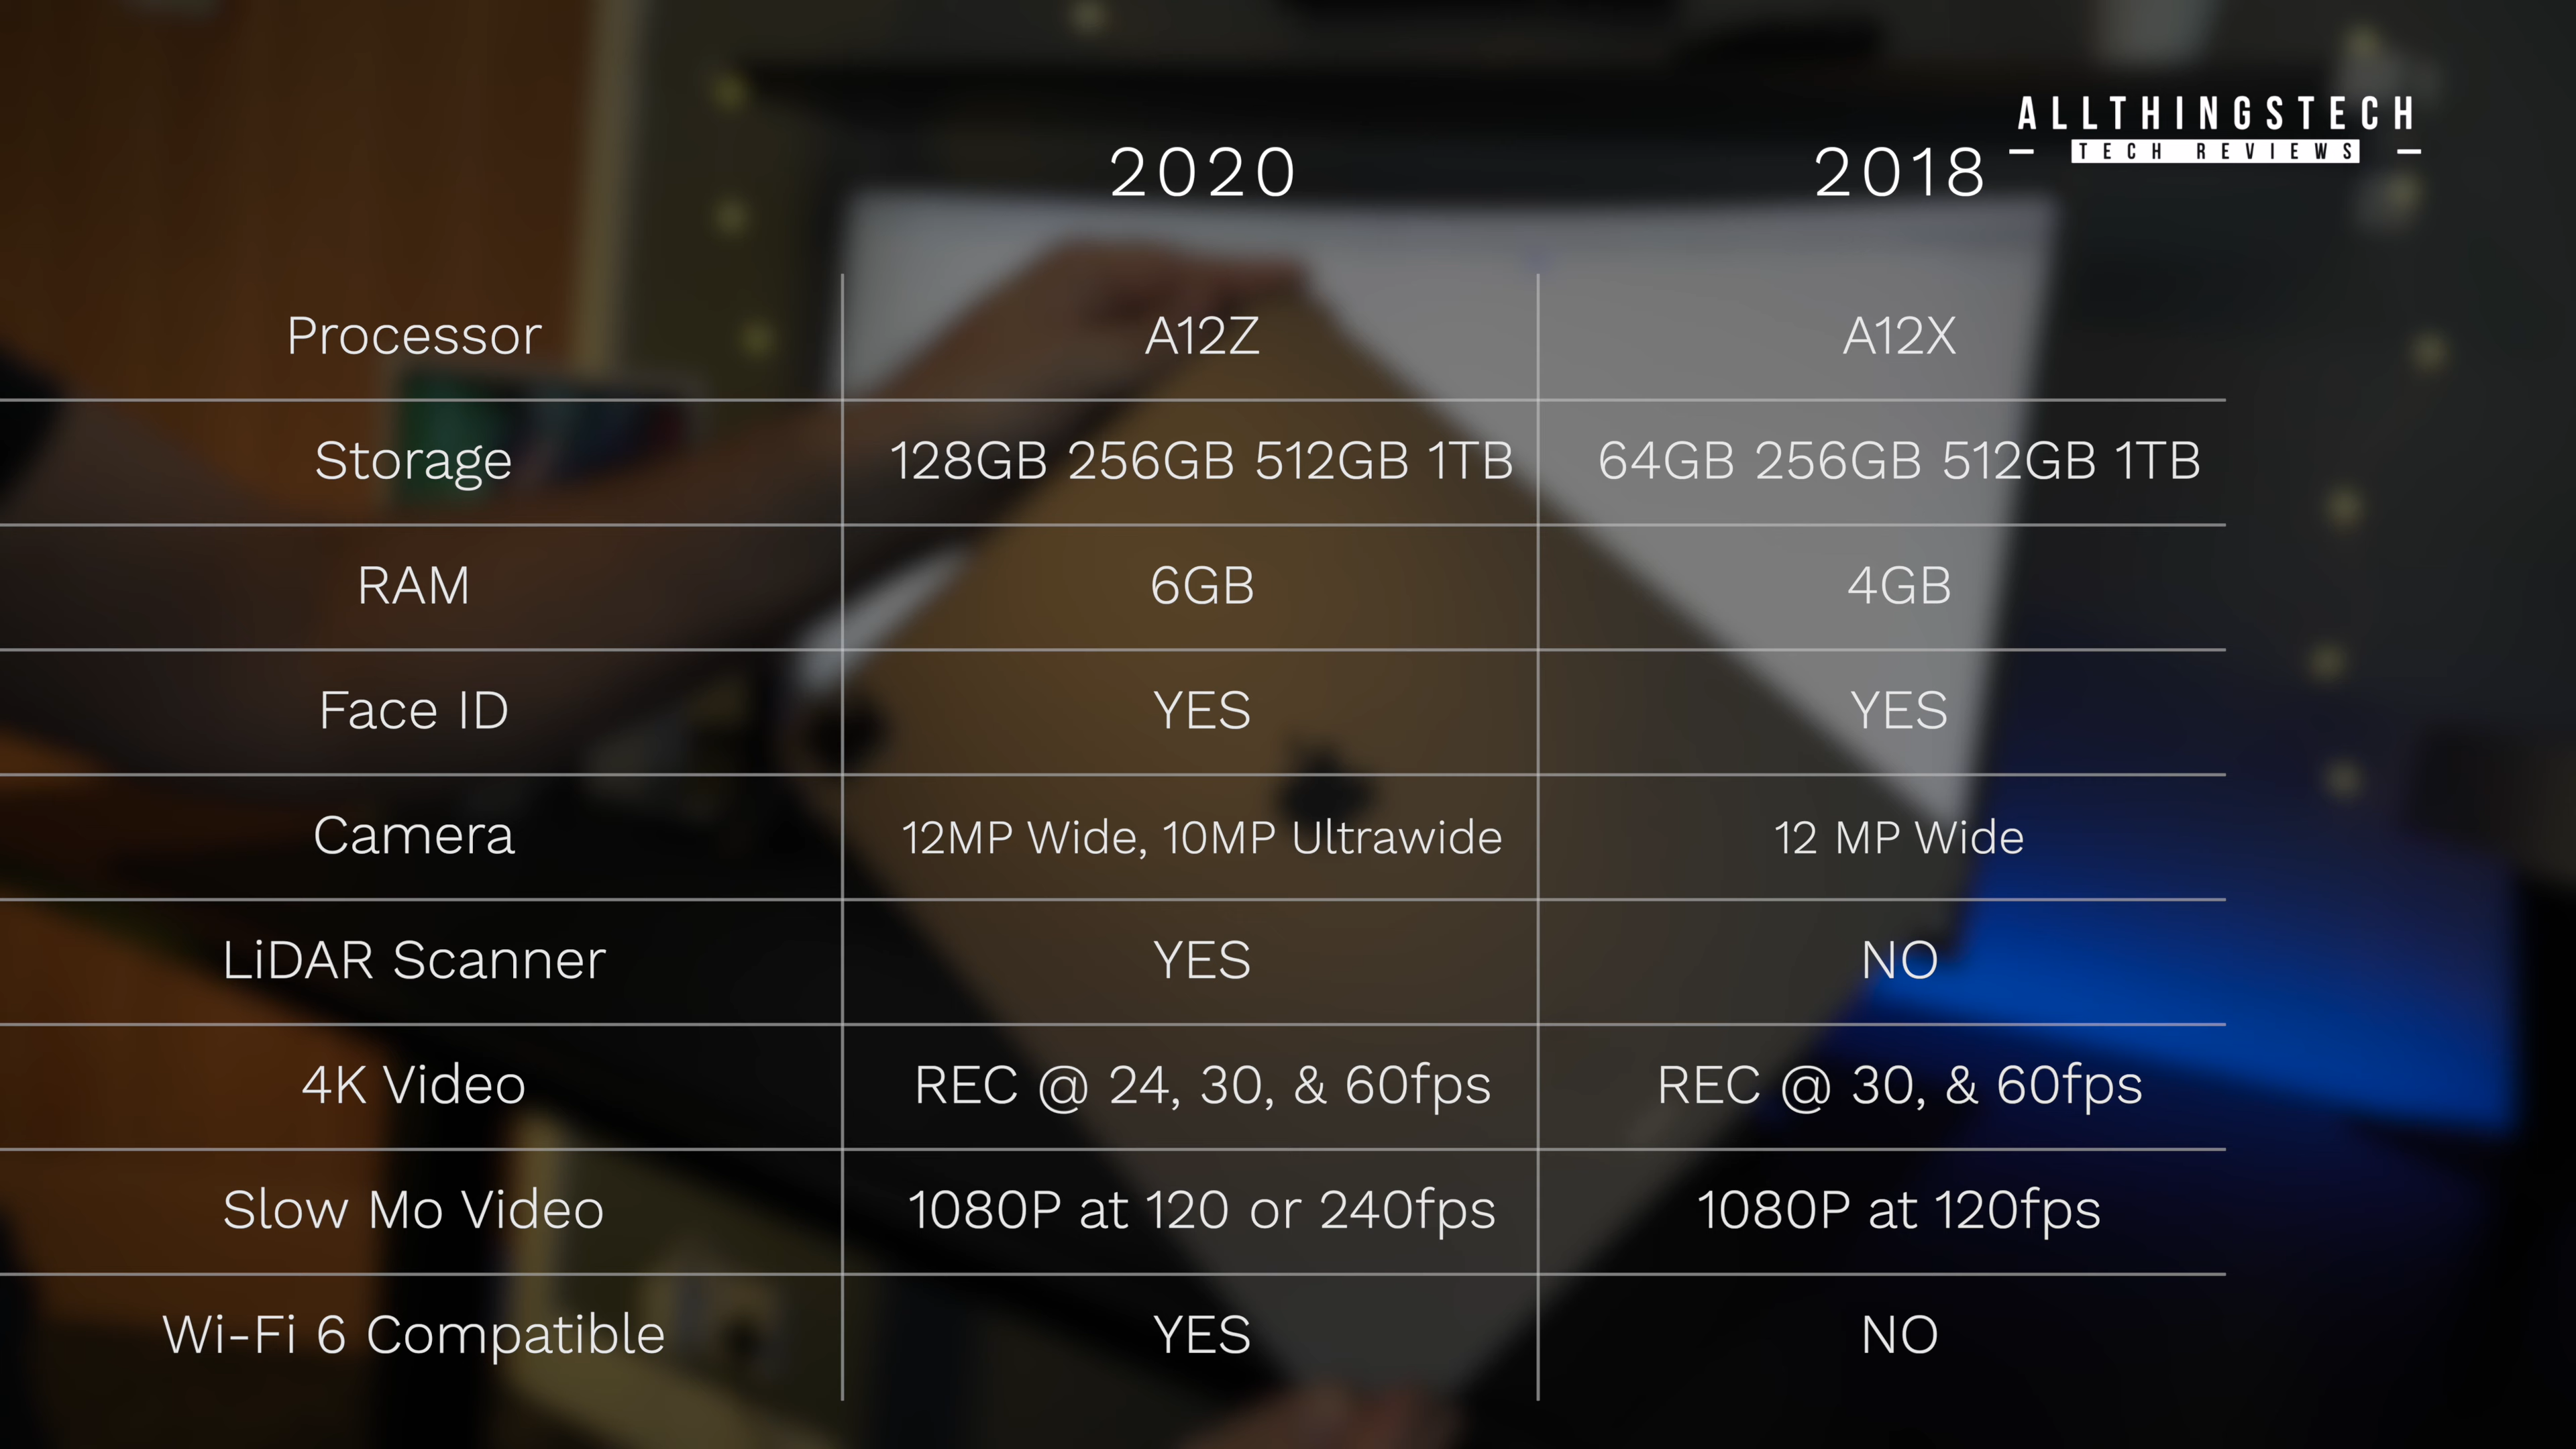 ALLTHINGSTECH
TECH REVIEWS
2020 2018
Processor A12Z A12X
Storage 128GB 256GB 512GB 1TB 64GB 256GB 512GB 1TB
RAM 6GB 4GB
Face ID YES YES
Camera 12MP Wide, 10MP Ultrawide 12 MP Wide
LiDAR Scanner YES NO
4K Video REC @ 24, 30, & 60fps REC @ 30, & 60fps
Slow Mo Video 1080P at 120 or 240fps 1080P at 120fps
Wi-Fi 6 Compatible YES NO